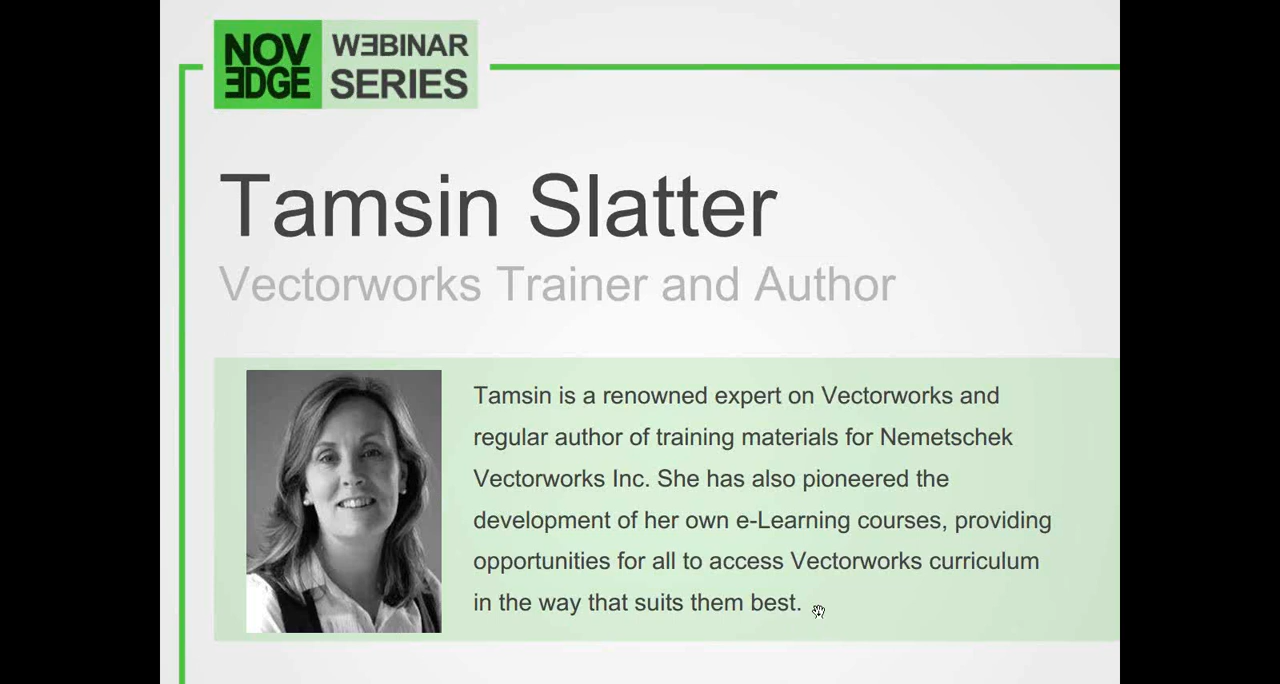 NOV
EDGE
WEBINAR
SERIES
Tamsin Slatter
Vectorworks Trainer and Author
Tamsin is a renowned expert on Vectorworks and
regular author of training materials for Nemetschek
Vectorworks Inc. She has also pioneered the
development of her own e-Learning courses, providing
opportunities for all to access Vectorworks curriculum
in the way that suits them best.